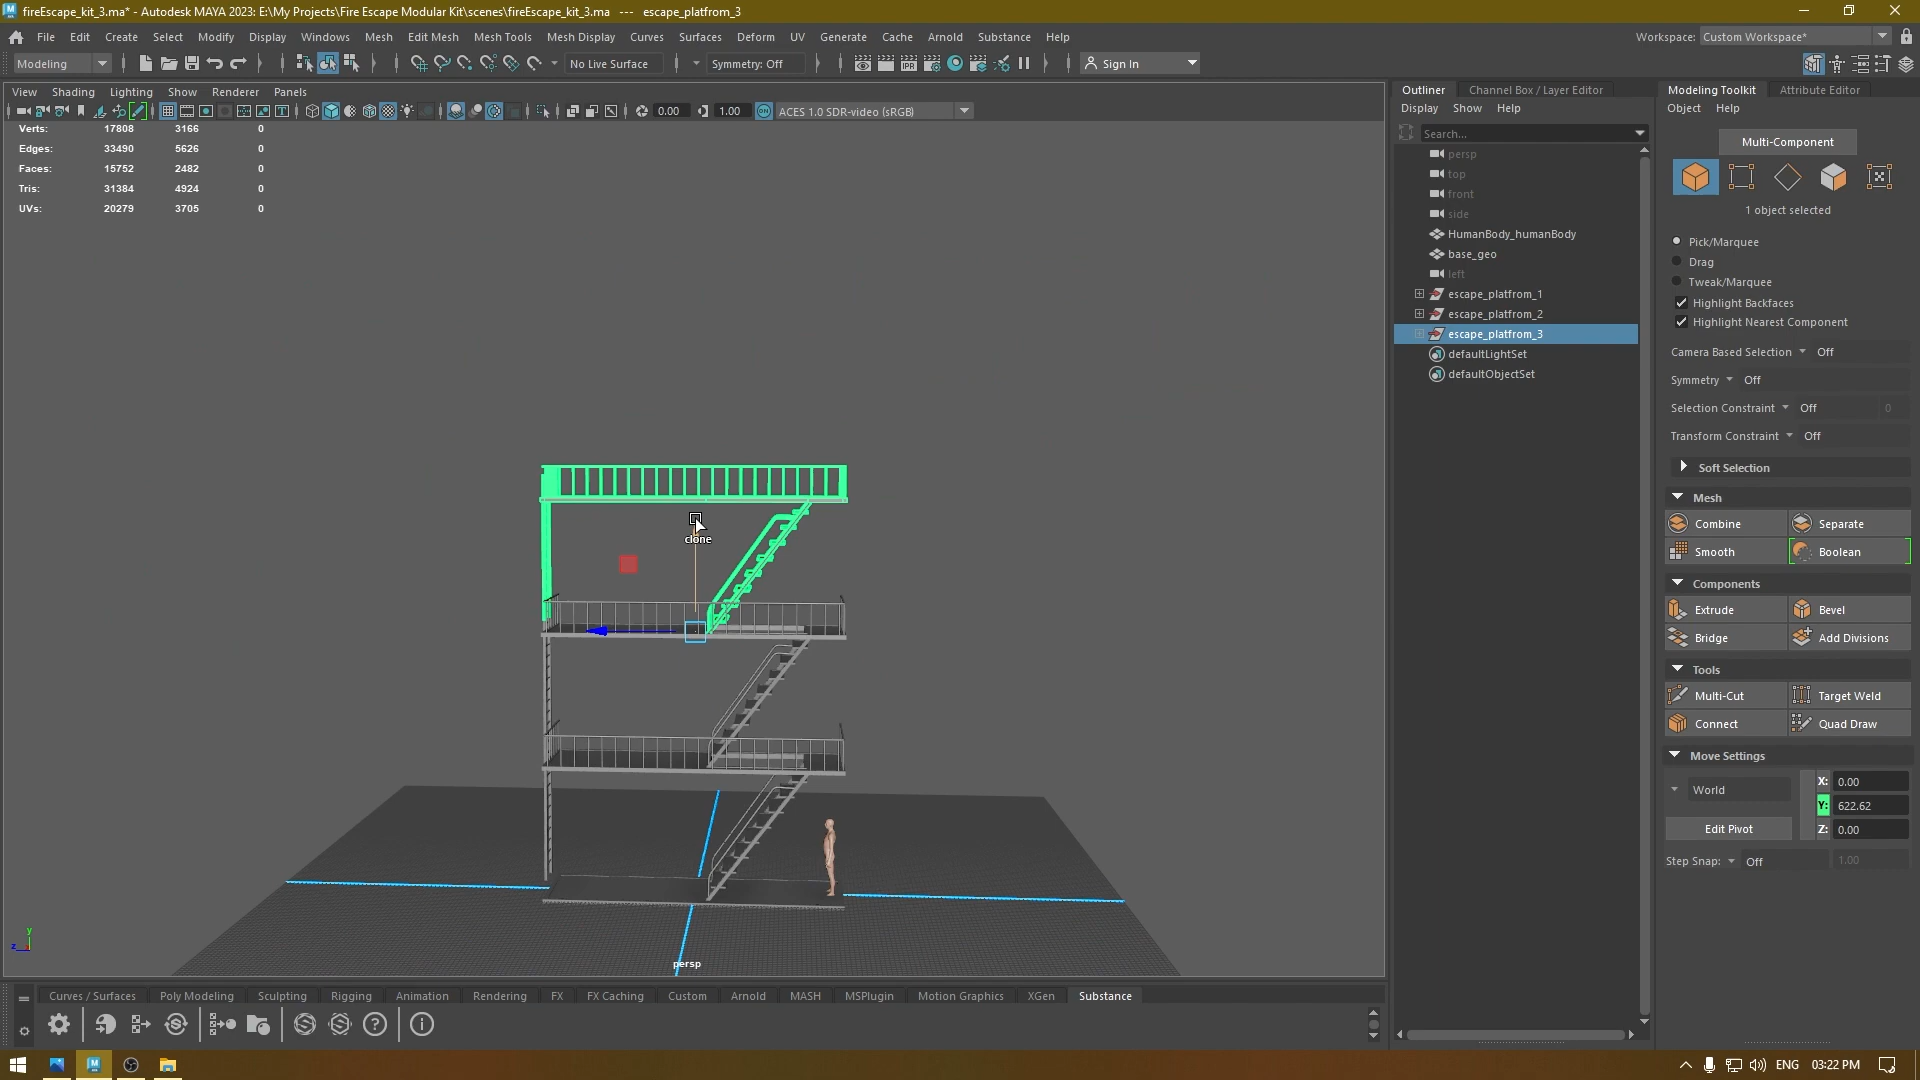 fireEscape_kit_3.ma* - Autodesk MAYA 2023: E:\My Projects\Fire Escape Modular Kit\scenes\fireEscape_kit_3.ma --- escape_platfrom_3
File Edit Create Select Modify Display Windows Mesh Edit Mesh Mesh Tools Mesh Display Curves Surfaces Deform UV Generate Cache Arnold Substance Help
Workspace: Custom Workspace*
Modeling No Live Surface Symmetry: Off IPR Sign In
View Shading Lighting Show Renderer Panels
0.00 1.00 ON ACES 1.0 SDR-video (sRGB)
Verts: 17808 3166 0
Edges: 33490 5626 0
Faces: 15752 2482 0
Tris: 31384 4924 0
UVs: 20279 3705 0
clone
y
z
persp
Outliner Channel Box / Layer Editor
Display Show Help
Search...
persp
top
front
side
HumanBody_humanBody
base_geo
left
escape_platfrom_1
escape_platfrom_2
escape_platfrom_3
defaultLightSet
defaultObjectSet
Modeling Toolkit Attribute Editor
Object Help
Multi-Component
1 object selected
Pick/Marquee
Drag
Tweak/Marquee
Highlight Backfaces
Highlight Nearest Component
Camera Based Selection Off
Symmetry Off
Selection Constraint Off 0
Transform Constraint Off
Soft Selection
Mesh
Combine Separate
Smooth Boolean
Components
Extrude Bevel
Bridge Add Divisions
Tools
Multi-Cut Target Weld
Connect Quad Draw
Move Settings
World X: 0.00
Y: 622.62
Edit Pivot Z: 0.00
Step Snap: Off 1.00
Curves / Surfaces Poly Modeling Sculpting Rigging Animation Rendering FX FX Caching Custom Arnold MASH MSPlugin Motion Graphics XGen Substance
ENG 03:22 PM